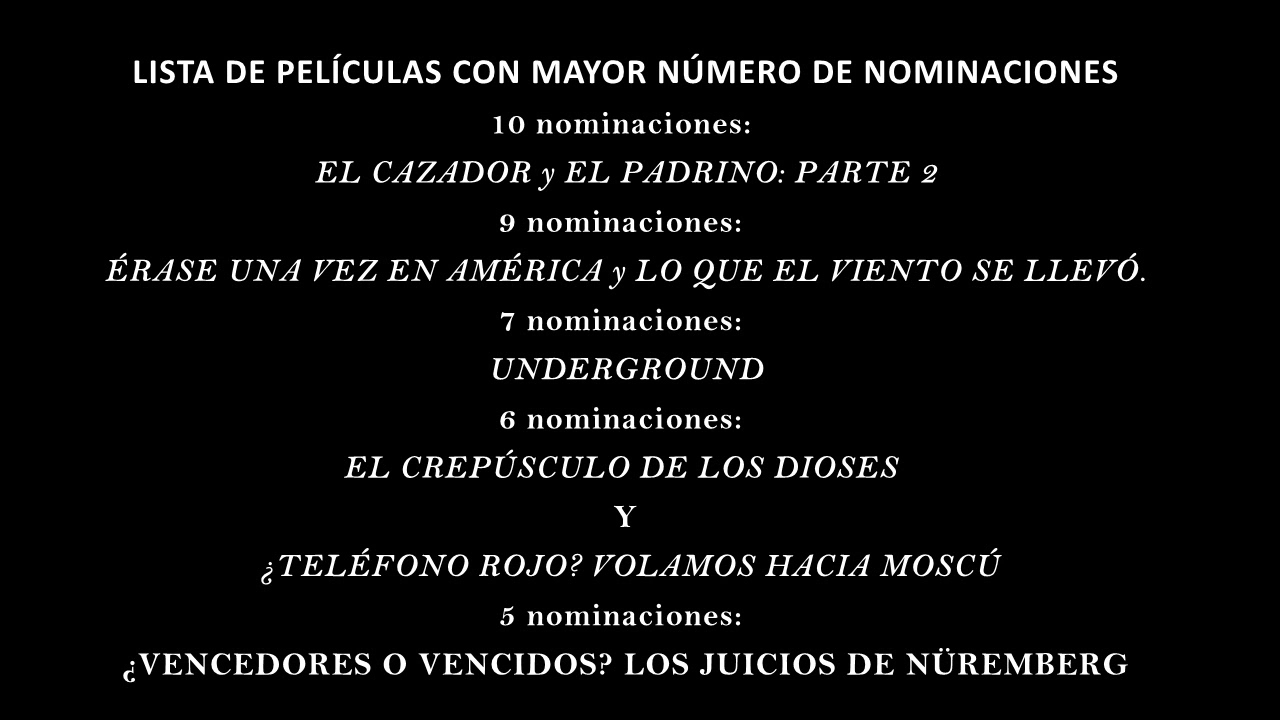 LISTA DE PELÍCULAS CON MAYOR NÚMERO DE NOMINACIONES
10 nominaciones:
EL CAZADOR y EL PADRINO: PARTE 2
9 nominaciones:
ÉRASE UNA VEZ EN AMÉRICA y LO QUE EL VIENTO SE LLEVÓ.
7 nominaciones:
UNDERGROUND
6 nominaciones:
EL CREPÚSCULO DE LOS DIOSES
Y
¿TELÉFONO ROJO? VOLAMOS HACIA MOSCÚ
5 nominaciones:
¿VENCEDORES O VENCIDOS? LOS JUICIOS DE NÜREMBERG